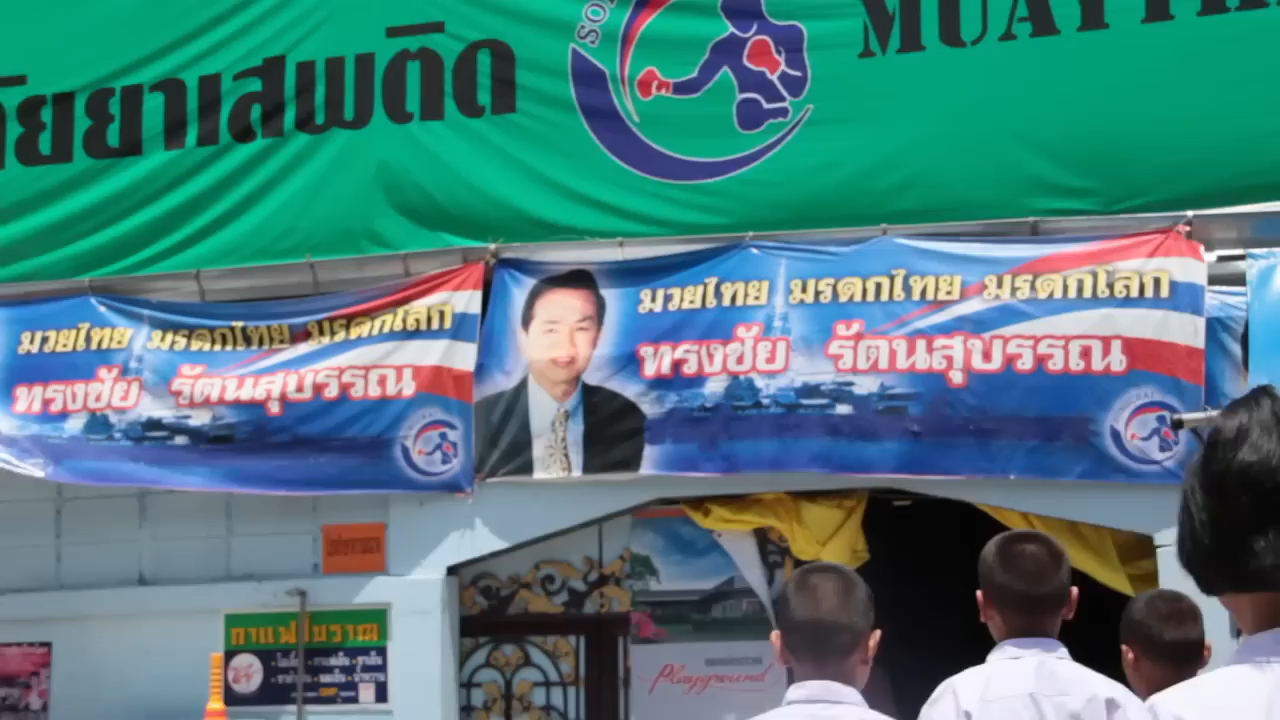 ภัยยาเสพติด
MUAYTH
มวยไทย มรดกไทย มรดกโลก
ทรงชัย รัตนสุบรรณ
มวยไทย มรดกไทย มรดกโลก
ทรงชัย รัตนสุบรรณ
กาแฟโบราณ
Playground